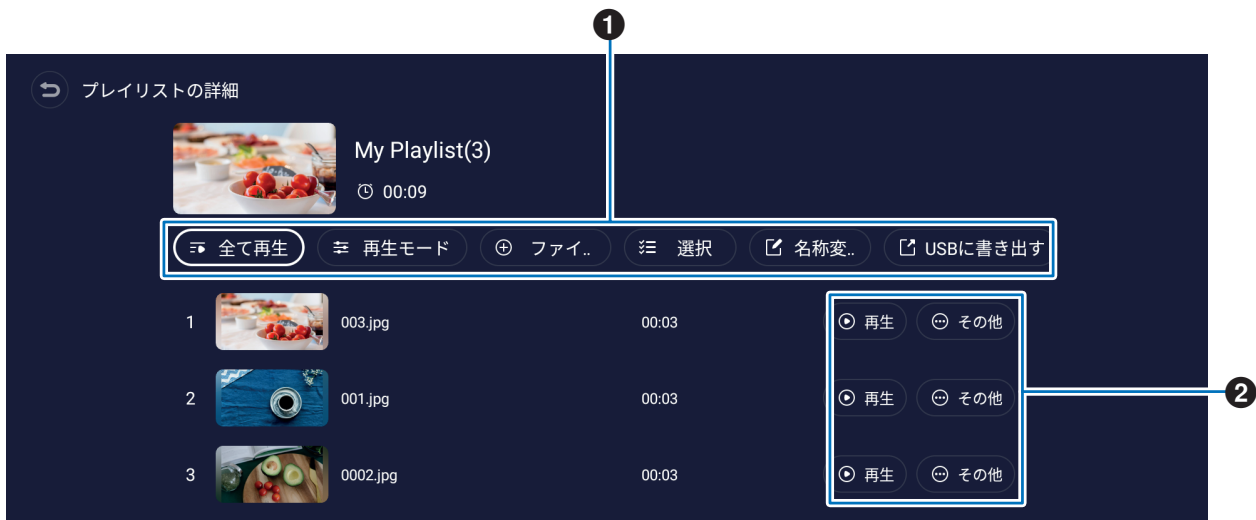 ❶
プレイリストの詳細
My Playlist(3)
00:09
全て再生 再生モード ファイ.. 選択 名称変.. USBに書き出す
1 003.jpg 00:03 再生 その他
2 001.jpg 00:03 再生 その他
❷
3 0002.jpg 00:03 再生 その他